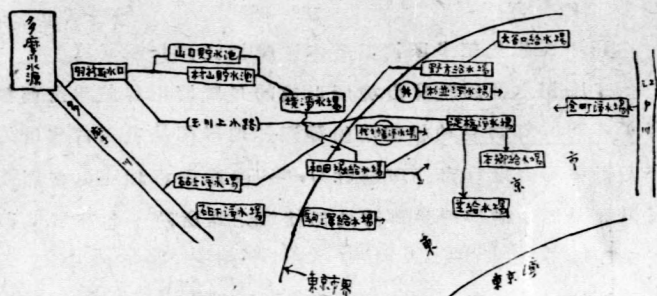 多摩川水源
羽村取水口
山口貯水池
村山貯水池
(玉川上水路)
境浄水場
多摩川
砧上浄水場
砧下浄水場
駒沢給水場
和田堀給水場
野方給水場
大谷口給水場
井
杉並浄水場
淀橋浄水場
本郷給水場
芝給水場
金町浄水場
江戸川
東京市
東京市界
東京湾